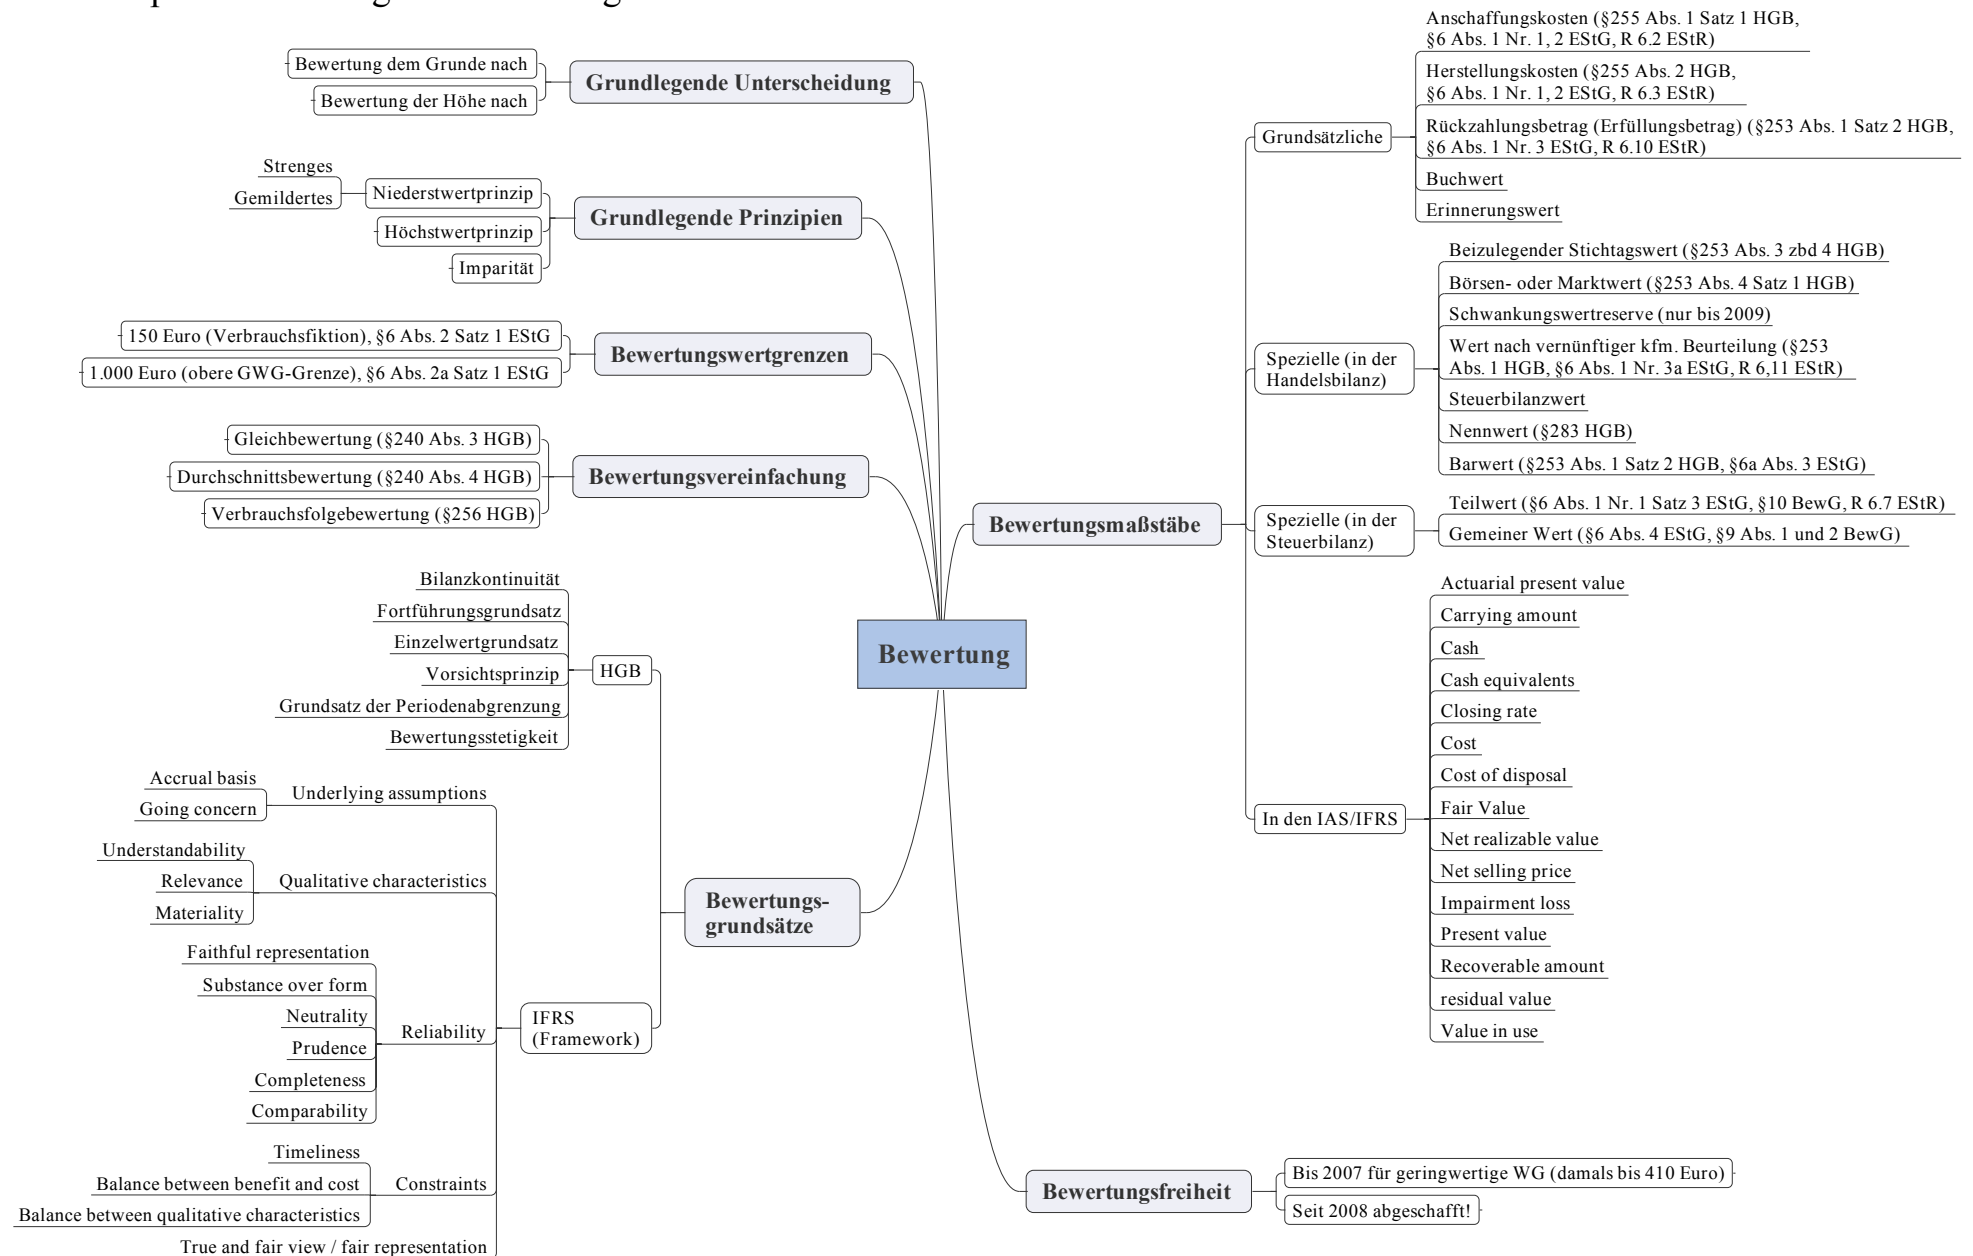 Bewertung dem Grunde nach
Bewertung der Höhe nach
Grundlegende Unterscheidung
Strenges
Gemildertes
Niederstwertprinzip
Höchstwertprinzip
Imparität
Grundlegende Prinzipien
150 Euro (Verbrauchsfiktion), §6 Abs. 2 Satz 1 EStG
1.000 Euro (obere GWG-Grenze), §6 Abs. 2a Satz 1 EStG
Bewertungswertgrenzen
Gleichbewertung (§240 Abs. 3 HGB)
Durchschnittsbewertung (§240 Abs. 4 HGB)
Verbrauchsfolgebewertung (§256 HGB)
Bewertungsvereinfachung
Bilanzkontinuität
Fortführungsgrundsatz
Einzelwertgrundsatz
Vorsichtsprinzip
Grundsatz der Periodenabgrenzung
Bewertungsstetigkeit
HGB
Accrual basis
Going concern
Underlying assumptions
Understandability
Relevance
Materiality
Qualitative characteristics
Faithful representation
Substance over form
Neutrality
Prudence
Completeness
Comparability
Reliability
Timeliness
Balance between benefit and cost
Balance between qualitative characteristics
Constraints
True and fair view / fair representation
IFRS
(Framework)
Bewertungs-
grundsätze
Bewertung
Bewertungsmaßstäbe
Grundsätzliche
Anschaffungskosten (§255 Abs. 1 Satz 1 HGB,
§6 Abs. 1 Nr. 1, 2 EStG, R 6.2 EStR)
Herstellungskosten (§255 Abs. 2 HGB,
§6 Abs. 1 Nr. 1, 2 EStG, R 6.3 EStR)
Rückzahlungsbetrag (Erfüllungsbetrag) (§253 Abs. 1 Satz 2 HGB,
§6 Abs. 1 Nr. 3 EStG, R 6.10 EStR)
Buchwert
Erinnerungswert
Spezielle (in der
Handelsbilanz)
Beizulegender Stichtagswert (§253 Abs. 3 zbd 4 HGB)
Börsen- oder Marktwert (§253 Abs. 4 Satz 1 HGB)
Schwankungswertreserve (nur bis 2009)
Wert nach vernünftiger kfm. Beurteilung (§253
Abs. 1 HGB, §6 Abs. 1 Nr. 3a EStG, R 6,11 EStR)
Steuerbilanzwert
Nennwert (§283 HGB)
Barwert (§253 Abs. 1 Satz 2 HGB, §6a Abs. 3 EStG)
Spezielle (in der
Steuerbilanz)
Teilwert (§6 Abs. 1 Nr. 1 Satz 3 EStG, §10 BewG, R 6.7 EStR)
Gemeiner Wert (§6 Abs. 4 EStG, §9 Abs. 1 und 2 BewG)
In den IAS/IFRS
Actuarial present value
Carrying amount
Cash
Cash equivalents
Closing rate
Cost
Cost of disposal
Fair Value
Net realizable value
Net selling price
Impairment loss
Present value
Recoverable amount
residual value
Value in use
Bewertungsfreiheit
Bis 2007 für geringwertige WG (damals bis 410 Euro)
Seit 2008 abgeschafft!